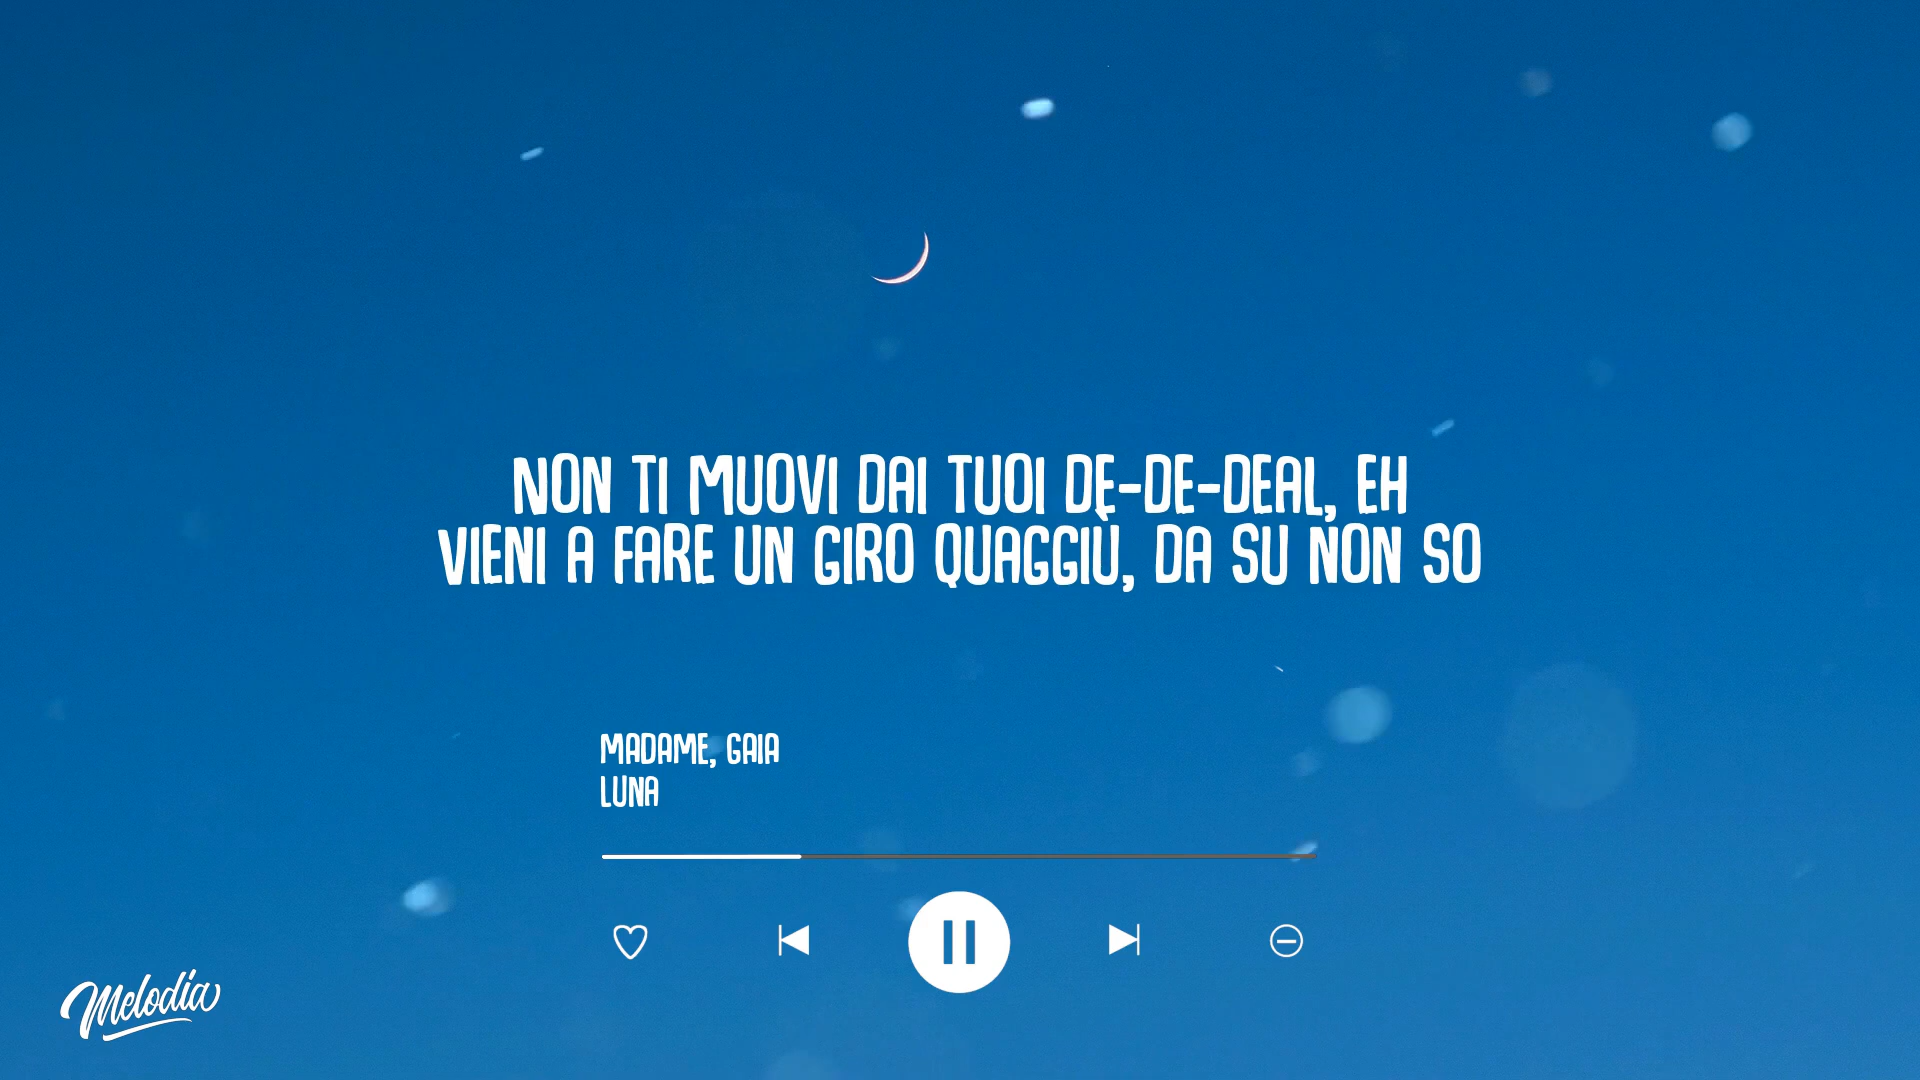 NON TI MUOVI DAI TUOI DE-DE-DEAL, EH
VIENI A FARE UN GIRO QUAGGIÙ, DA SU NON SO
MADAME, GAIA
LUNA
Melodia